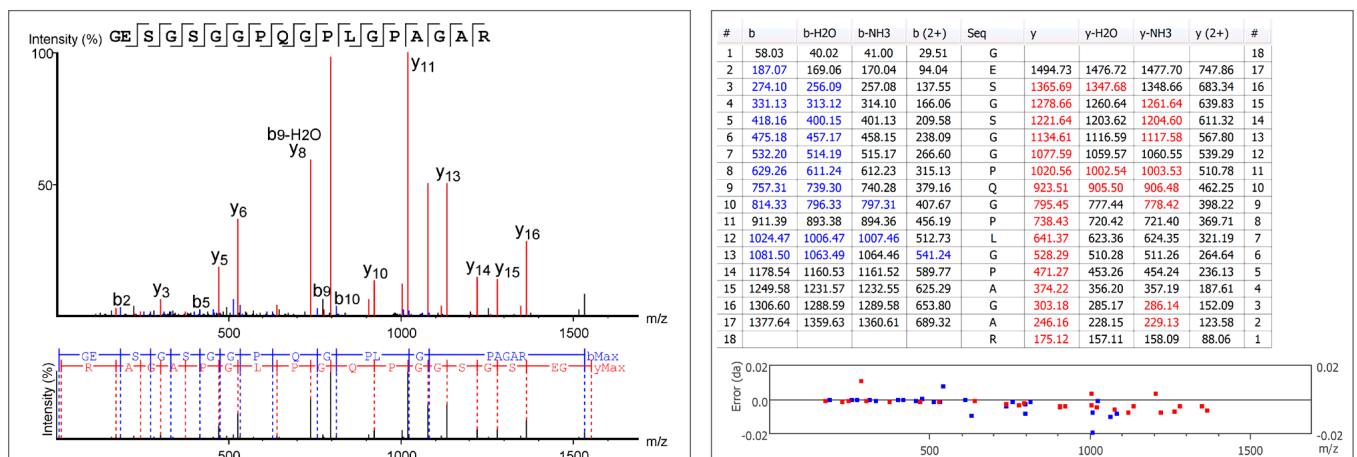 Intensity (%) GESGSGGPQGPLGPAGAR
100
y11
b9-H2O
y8
y13
50
y6
y16
y5
y10
y14
y15
b2
y3
b5
b9
b10
500 1000 1500 m/z
GE S G S G G P Q G PL G PAGAR bMax
R A G A P G L P G Q P G G S G S EG yMax
Intensity (%)
m/z
500 1000 1500
# b b-H2O b-NH3 b (2+) Seq y y-H2O y-NH3 y (2+) #
1 58.03 40.02 41.00 29.51 G 18
2 187.07 169.06 170.04 94.04 E 1494.73 1476.72 1477.70 747.86 17
3 274.10 256.09 257.08 137.55 S 1365.69 1347.68 1348.66 683.34 16
4 331.13 313.12 314.10 166.06 G 1278.66 1260.64 1261.64 639.83 15
5 418.16 400.15 401.13 209.58 S 1221.64 1203.62 1204.60 611.32 14
6 475.18 457.17 458.15 238.09 G 1134.61 1116.59 1117.58 567.80 13
7 532.20 514.19 515.17 266.60 G 1077.59 1059.57 1060.55 539.29 12
8 629.26 611.24 612.23 315.13 P 1020.56 1002.54 1003.53 510.78 11
9 757.31 739.30 740.28 379.16 Q 923.51 905.50 906.48 462.25 10
10 814.33 796.33 797.31 407.67 G 795.45 777.44 778.42 398.22 9
11 911.39 893.38 894.36 456.19 P 738.43 720.42 721.40 369.71 8
12 1024.47 1006.47 1007.46 512.73 L 641.37 623.36 624.35 321.19 7
13 1081.50 1063.49 1064.46 541.24 G 528.29 510.28 511.26 264.64 6
14 1178.54 1160.53 1161.52 589.77 P 471.27 453.26 454.24 236.13 5
15 1249.58 1231.57 1232.55 625.29 A 374.22 356.20 357.19 187.61 4
16 1306.60 1288.59 1289.58 653.80 G 303.18 285.17 286.14 152.09 3
17 1377.64 1359.63 1360.61 689.32 A 246.16 228.15 229.13 123.58 2
18 R 175.12 157.11 158.09 88.06 1
Error (da)
0.02 0.02
0.0 0.0
-0.02 -0.02
500 1000 1500 m/z